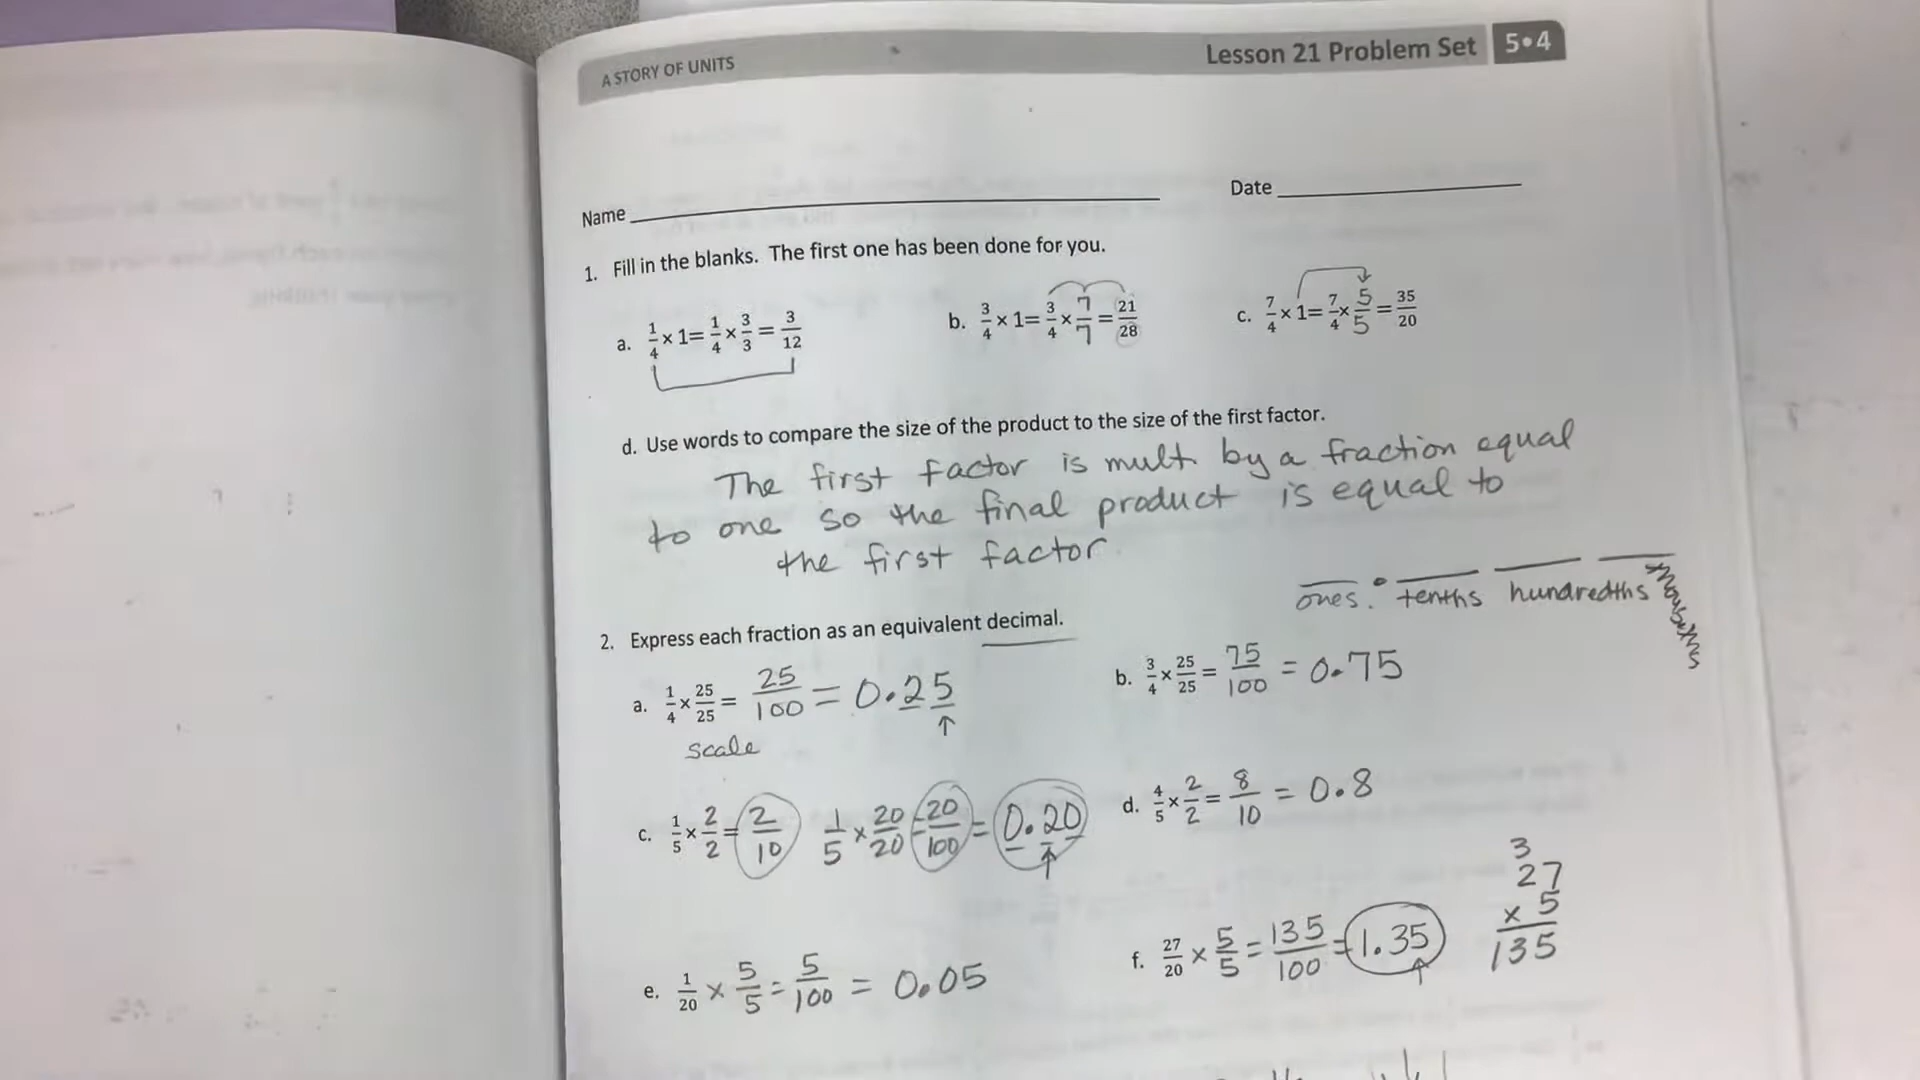 A STORY OF UNITS
Lesson 21 Problem Set 5•4
Name
Date
1. Fill in the blanks. The first one has been done for you.
a. 1/4 × 1 = 1/4 × 3/3 = 3/12
b. 3/4 × 1 = 3/4 × 7/7 = 21/28
c. 7/4 × 1 = 7/4 × 5/5 = 35/20
d. Use words to compare the size of the product to the size of the first factor.
The first factor is mult by a fraction equal
to one so the final product is equal to
the first factor
ones . tenths hundredths
2. Express each fraction as an equivalent decimal.
a. 1/4 × 25/25 = 25/100 = 0.25
scale
b. 3/4 × 25/25 = 75/100 = 0.75
c. 1/5 × 2/2 = 2/10 1/5 × 20/20 = 20/100 = 0.20
d. 4/5 × 2/2 = 8/10 = 0.8
e. 1/20 × 5/5 = 5/100 = 0.05
f. 27/20 × 5/5 = 135/100 = 1.35
3
27
× 5
135